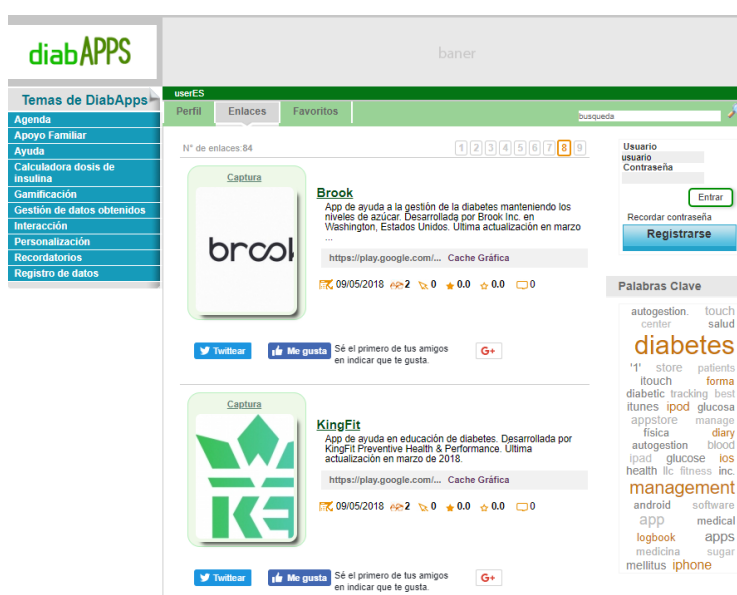 diabAPPS
baner
Temas de DiabApps
Agenda
Apoyo Familiar
Ayuda
Calculadora dosis de
insulina
Gamificación
Gestión de datos obtenidos
Interacción
Personalización
Recordatorios
Registro de datos
userES
Perfil Enlaces Favoritos
busqueda
N° de enlaces:84
1 2 3 4 5 6 7 8 9
Captura
brook
Brook
App de ayuda a la gestión de la diabetes manteniendo los
niveles de azúcar. Desarrollada por Brook Inc. en
Washington, Estados Unidos. Última actualización en marzo
...
https://play.google.com/... Cache Gráfica
09/05/2018 2 0 0.0 0.0 0
Twittear Me gusta Sé el primero de tus amigos
en indicar que te gusta.
G+
Captura
KE
KingFit
App de ayuda en educación de diabetes. Desarrollada por
KingFit Preventive Health & Performance. Última
actualización en marzo de 2018.
https://play.google.com/... Cache Gráfica
09/05/2018 2 0 0.0 0.0 0
Twittear Me gusta Sé el primero de tus amigos
en indicar que te gusta.
G+
Usuario
usuario
Contraseña
Entrar
Recordar contraseña
Registrarse
Palabras Clave
autogestion. touch
center salud
diabetes
'1' store patients
itouch forma
diabetic tracking best
itunes ipod glucosa
appstore manage
física diary
autogestion blood
ipad glucose ios
health llc fitness inc.
management
android software
app medical
logbook apps
medicina sugar
mellitus iphone